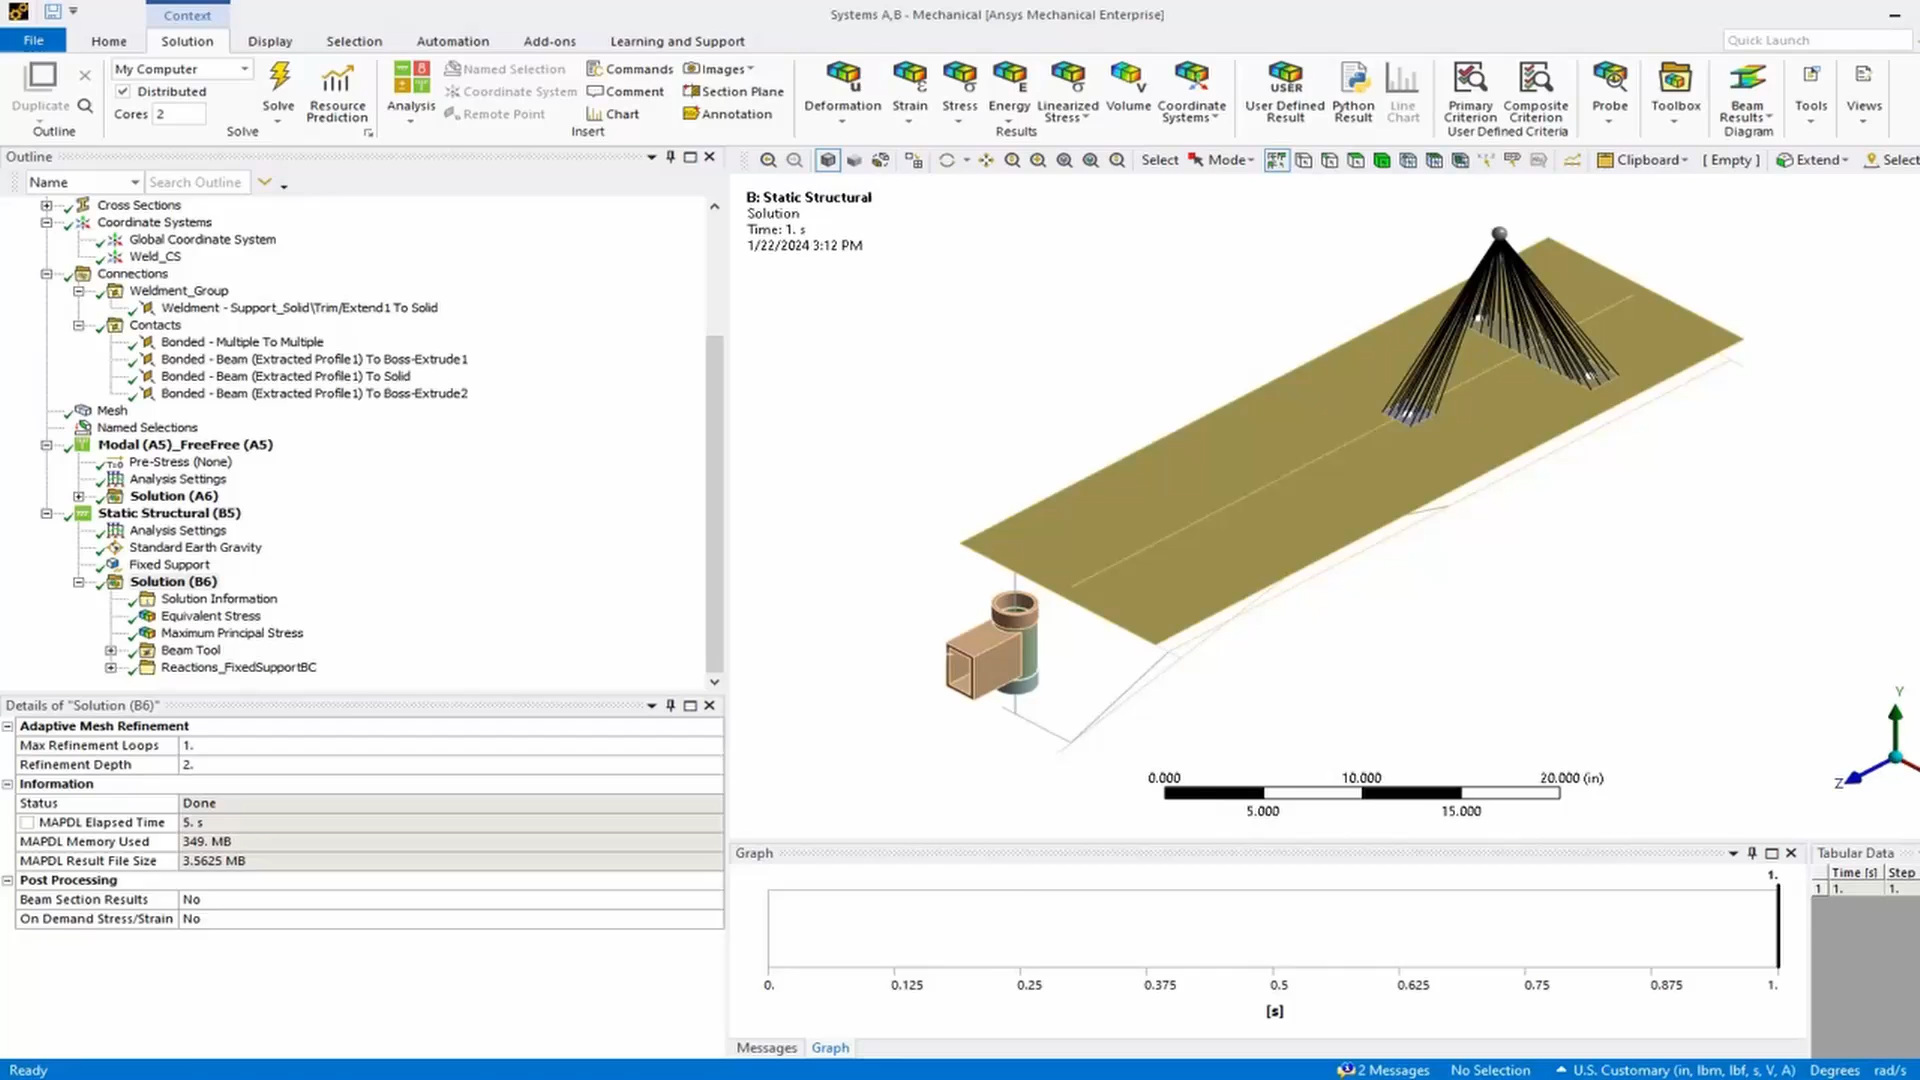 Context
Systems A,B - Mechanical [Ansys Mechanical Enterprise]
File Home Solution Display Selection Automation Add-ons Learning and Support
Quick Launch
Duplicate
Outline
My Computer
Distributed
Cores 2
Solve
Resource Prediction
Solve
Analysis
Named Selection
Coordinate System
Remote Point
Commands
Comment
Chart
Images
Section Plane
Annotation
Insert
Deformation
Strain
Stress
Energy
Linearized Stress
Volume
Coordinate Systems
Results
USER
User Defined Result
Python Result
Line Chart
Primary Criterion
Composite Criterion
User Defined Criteria
Probe
Toolbox
Beam Results
Diagram
Tools
Views
Outline
Name Search Outline
Select Mode Clipboard [ Empty ] Extend Select
Cross Sections
Coordinate Systems
Global Coordinate System
Weld_CS
Connections
Weldment_Group
Weldment - Support_Solid\Trim/Extend1 To Solid
Contacts
Bonded - Multiple To Multiple
Bonded - Beam (Extracted Profile1) To Boss-Extrude1
Bonded - Beam (Extracted Profile1) To Solid
Bonded - Beam (Extracted Profile1) To Boss-Extrude2
Mesh
Named Selections
Modal (A5)_FreeFree (A5)
Pre-Stress (None)
Analysis Settings
Solution (A6)
Static Structural (B5)
Analysis Settings
Standard Earth Gravity
Fixed Support
Solution (B6)
Solution Information
Equivalent Stress
Maximum Principal Stress
Beam Tool
Reactions_FixedSupportBC
Details of "Solution (B6)"
Adaptive Mesh Refinement
Max Refinement Loops 1.
Refinement Depth 2.
Information
Status Done
MAPDL Elapsed Time 5. s
MAPDL Memory Used 349. MB
MAPDL Result File Size 3.5625 MB
Post Processing
Beam Section Results No
On Demand Stress/Strain No
B: Static Structural
Solution
Time: 1. s
1/22/2024 3:12 PM
Y
Z
0.000 10.000 20.000 (in)
5.000 15.000
Graph
1.
0. 0.125 0.25 0.375 0.5 0.625 0.75 0.875 1.
[s]
Tabular Data
Time [s] Step
1 1. 1.
Messages Graph
Ready 2 Messages No Selection U.S. Customary (in, lbm, lbf, s, V, A) Degrees rad/s